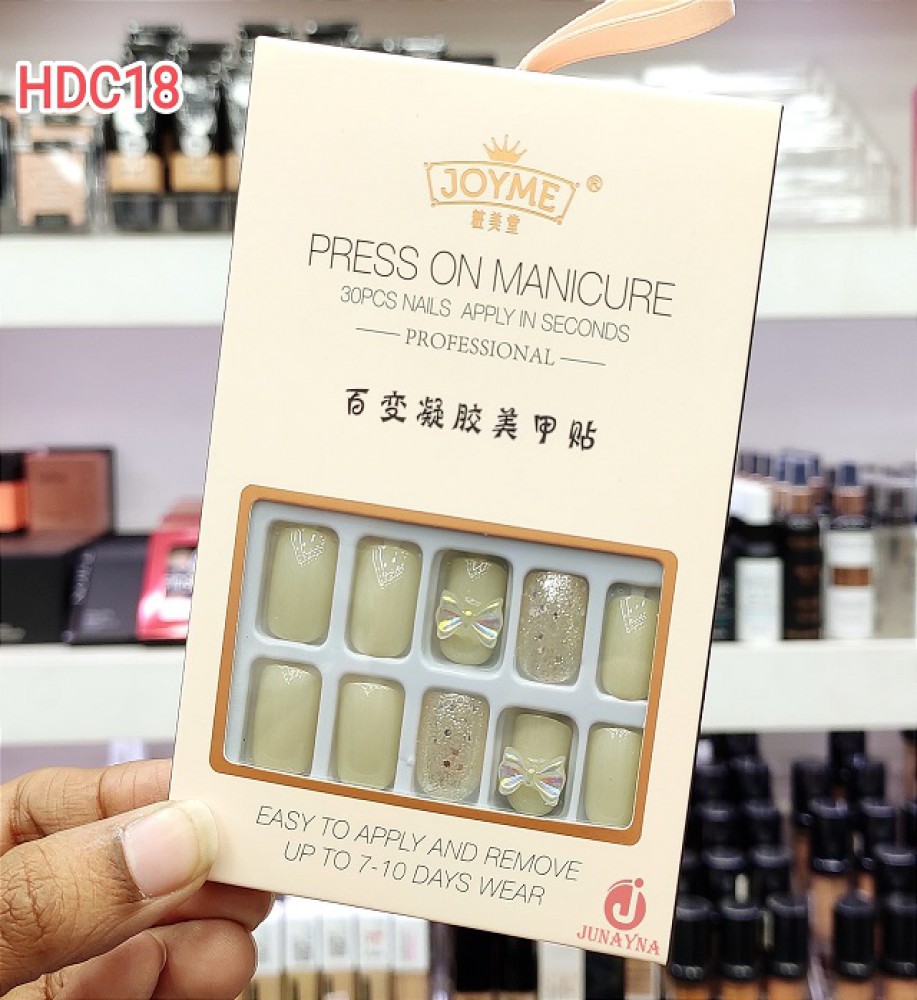 HDC18
JOYME ®
蓝美堂
PRESS ON MANICURE
30PCS NAILS APPLY IN SECONDS
PROFESSIONAL
百变凝胶美甲贴
EASY TO APPLY AND REMOVE
UP TO 7-10 DAYS WEAR
J
JUNAYNA